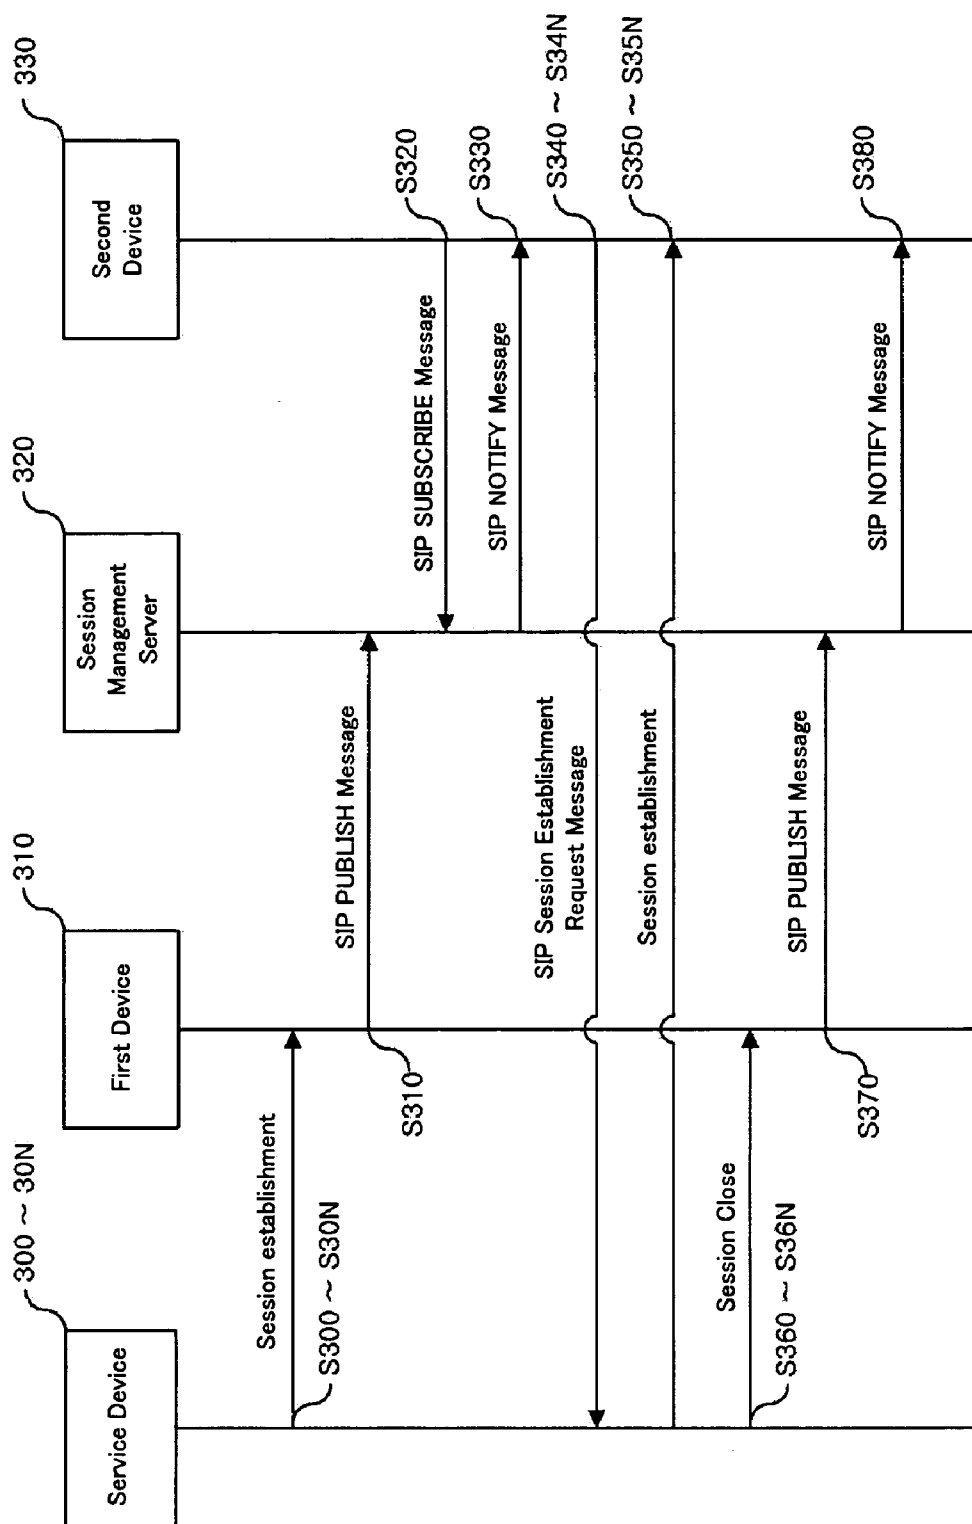 300 ~ 30N
310
320
330
Service Device
First Device
Session
Management
Server
Second
Device
Session establishment
S300 ~ S30N
SIP PUBLISH Message
S310
SIP SUBSCRIBE Message
S320
SIP NOTIFY Message
S330
SIP Session Establishment
Request Message
S340 ~ S34N
Session establishment
S350 ~ S35N
Session Close
S360 ~ S36N
SIP PUBLISH Message
S370
SIP NOTIFY Message
S380